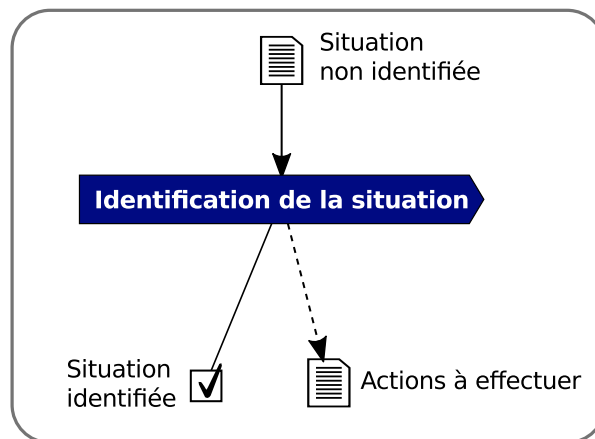 Situation
non identifiée
Identification de la situation
Situation
identifiée
Actions à effectuer